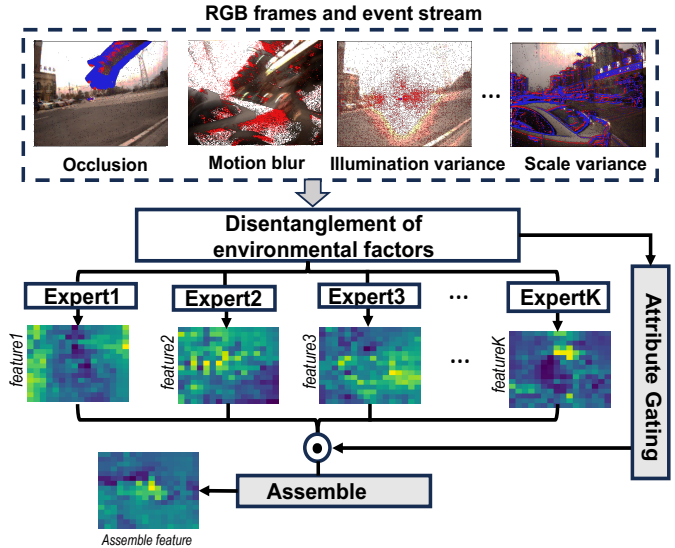 RGB frames and event stream
...
Occlusion
Motion blur
Illumination variance
Scale variance
Disentanglement of
environmental factors
Expert1
Expert2
Expert3
...
ExpertK
Attribute Gating
feature1
feature2
feature3
...
featureK
Assemble
Assemble feature